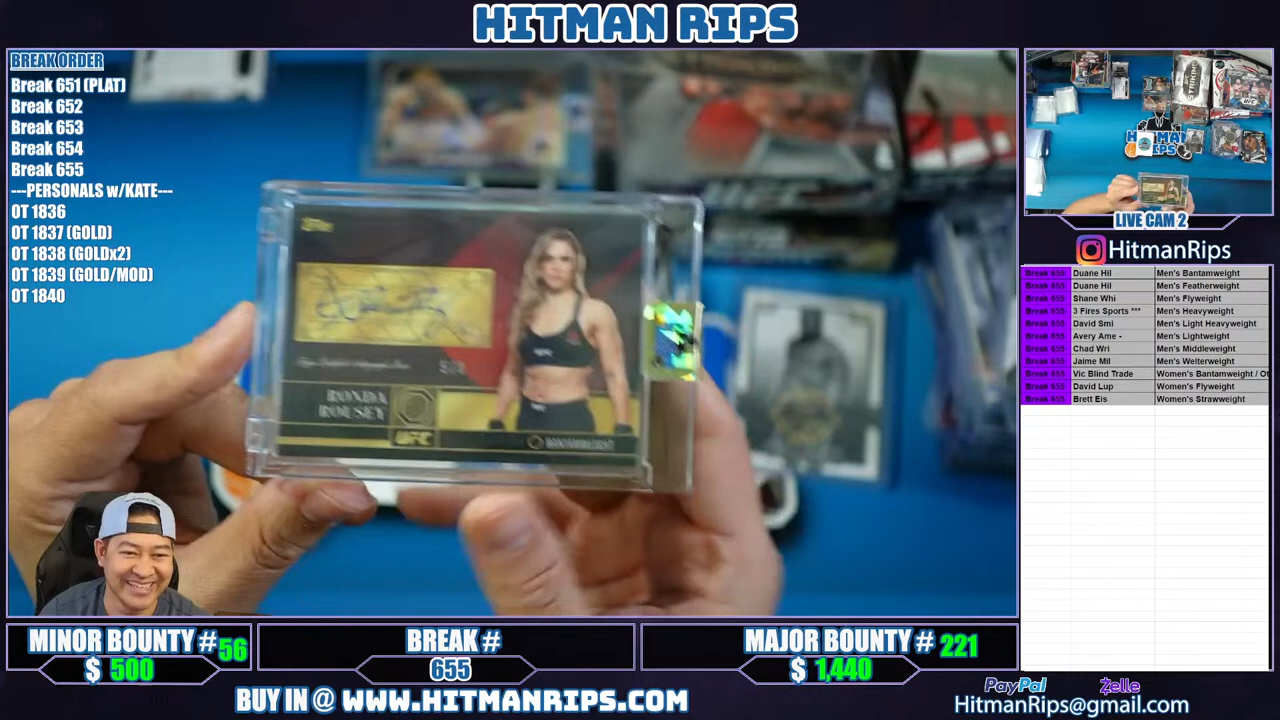 HITMAN RIPS
BREAK ORDER
Break 651 (PLAT)
Break 652
Break 653
Break 654
Break 655
---PERSONALS w/KATE---
OT 1836
OT 1837 (GOLD)
OT 1838 (GOLDx2)
OT 1839 (GOLD/MOD)
OT 1840
Topps
RONDA
ROUSEY
UFC
BANTAMWEIGHT
UFC
LIVE CAM 2
HitmanRips
Break 655 Duane Hil Men's Bantamweight
Break 655 Duane Hil Men's Featherweight
Break 655 Shane Whi Men's Flyweight
Break 655 3 Fires Sports *** Men's Heavyweight
Break 655 David Smi Men's Light Heavyweight
Break 655 Avery Ame - Men's Lightweight
Break 655 Chad Wri Men's Middleweight
Break 655 Jaime Mil Men's Welterweight
Break 655 Vic Blind Trade Women's Bantamweight / Ot
Break 655 David Lup Women's Flyweight
Break 655 Brett Eis Women's Strawweight
MINOR BOUNTY # 56
$ 500
BREAK #
655
MAJOR BOUNTY # 221
$ 1,440
BUY IN @ WWW.HITMANRIPS.COM
PayPal Zelle
HitmanRips@gmail.com